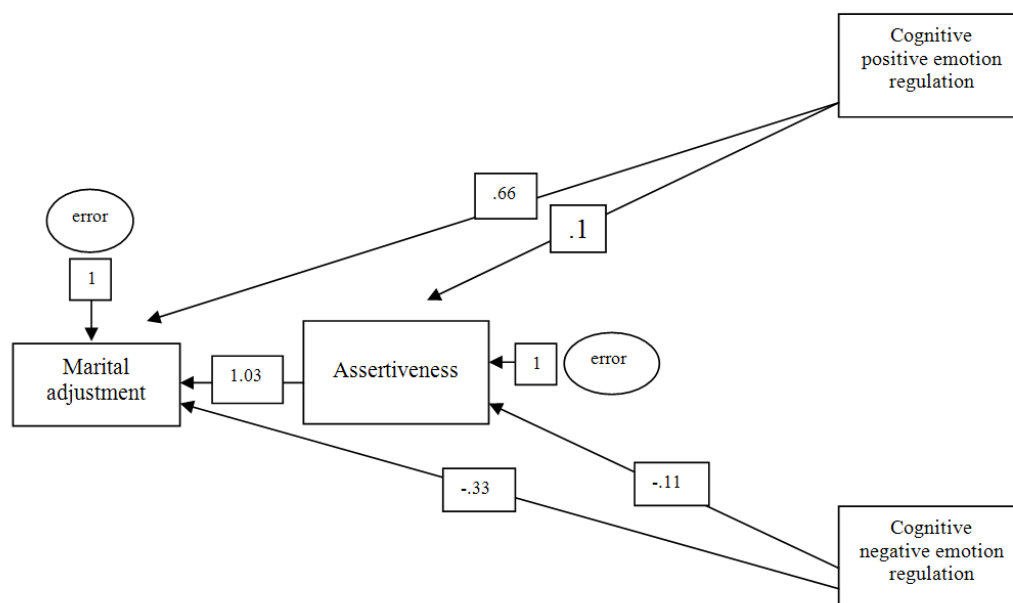 Cognitive
positive emotion
regulation
.66
error
.1
1
Marital
adjustment
1.03
Assertiveness
1
error
-.33
-.11
Cognitive
negative emotion
regulation